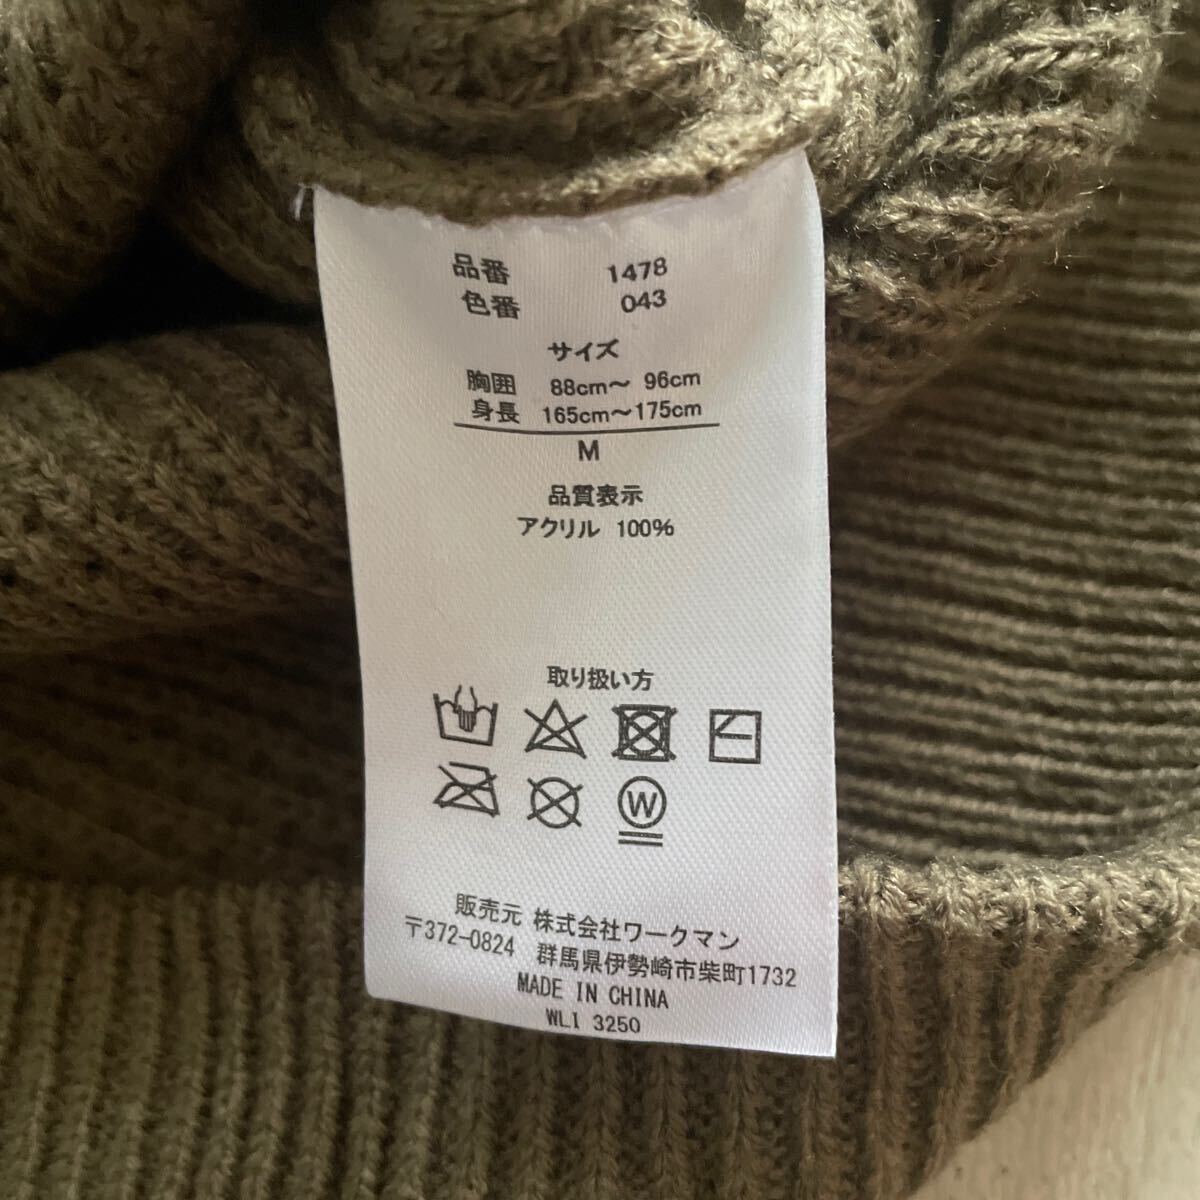 品番 1478
色番 043
サイズ
胸囲 88cm〜 96cm
身長 165cm〜175cm
M
品質表示
アクリル 100%
取り扱い方
W
販売元 株式会社ワークマン
〒372-0824 群馬県伊勢崎市柴町1732
MADE IN CHINA
WLI 3250